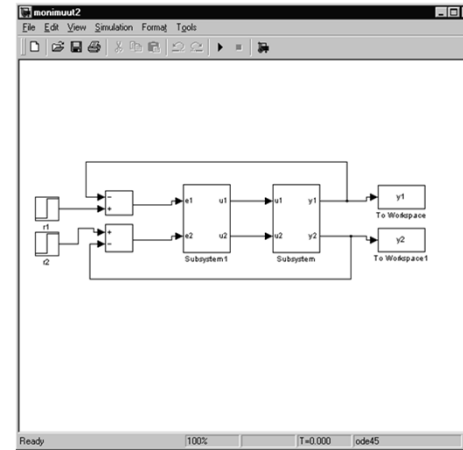 monimuut2
File Edit View Simulation Format Tools
r1
r2
− +
+ −
e1 u1
e2 u2
Subsystem1
u1 y1
u2 y2
Subsystem
y1
To Workspace
y2
To Workspace1
Ready 100% T=0.000 ode45